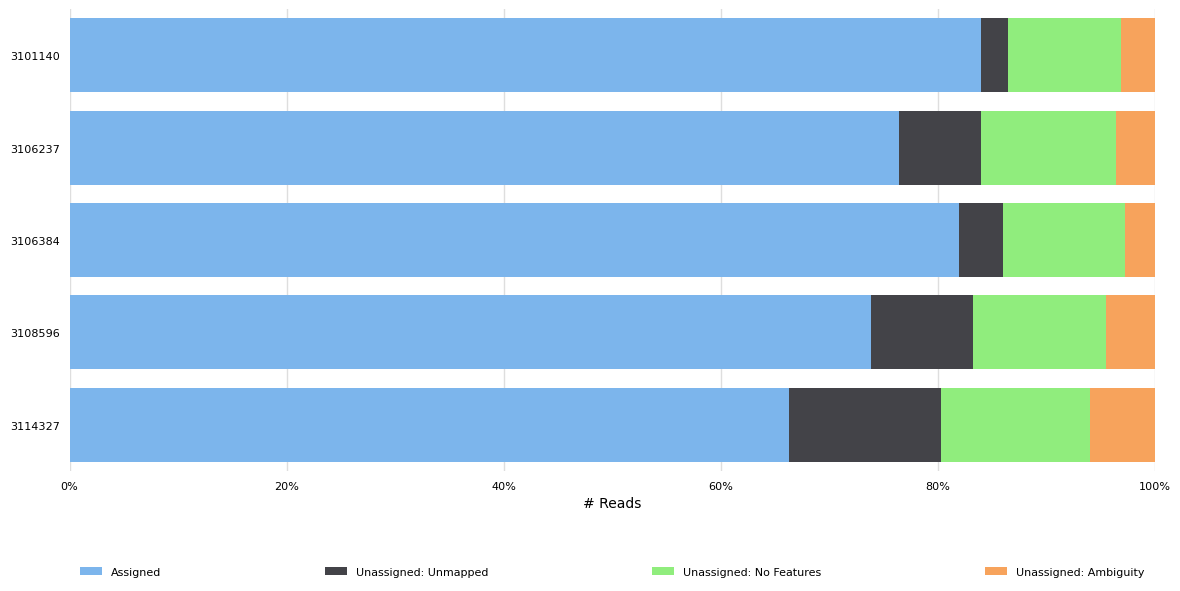 3101140
3106237
3106384
3108596
3114327
0% 20% 40% 60% 80% 100%
# Reads
Assigned Unassigned: Unmapped Unassigned: No Features Unassigned: Ambiguity